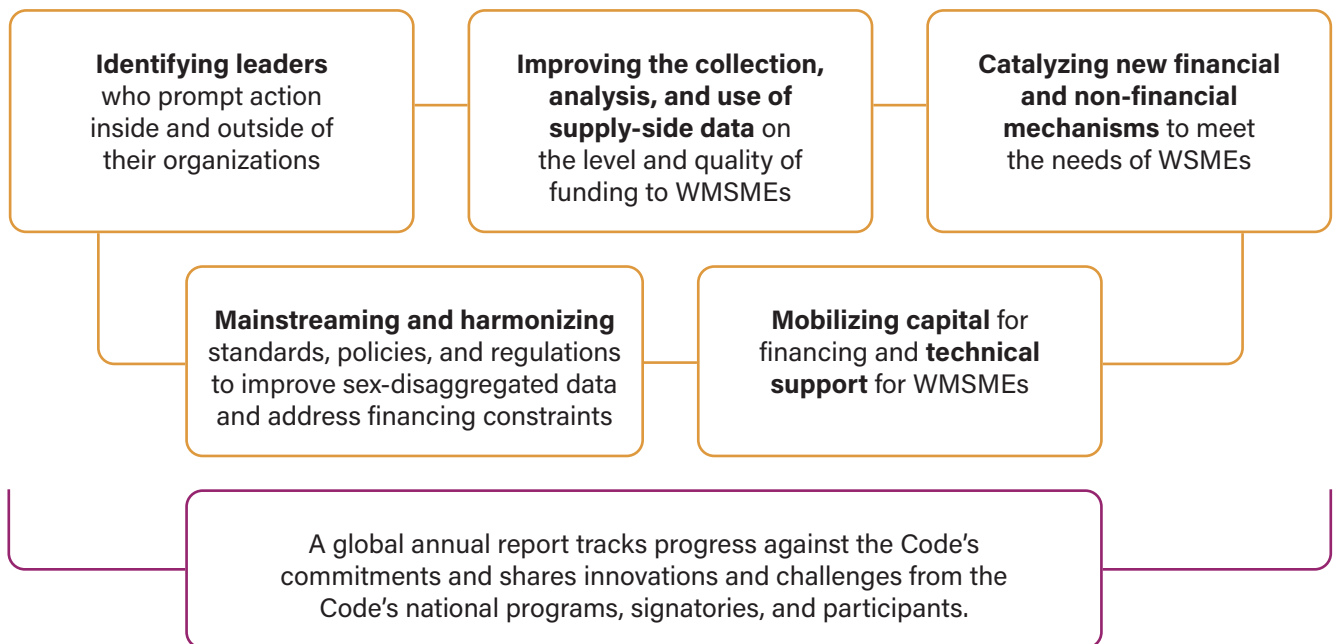 Identifying leaders
who prompt action
inside and outside of
their organizations
Improving the collection,
analysis, and use of
supply-side data on
the level and quality of
funding to WMSMEs
Catalyzing new financial
and non-financial
mechanisms to meet
the needs of WSMEs
Mainstreaming and harmonizing
standards, policies, and regulations
to improve sex-disaggregated data
and address financing constraints
Mobilizing capital for
financing and technical
support for WMSMEs
A global annual report tracks progress against the Code’s
commitments and shares innovations and challenges from the
Code’s national programs, signatories, and participants.